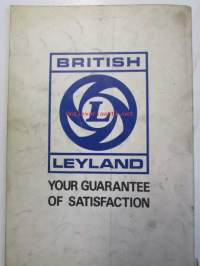 BRITISH
L
LEYLAND
YOUR GUARANTEE
OF SATISFACTION